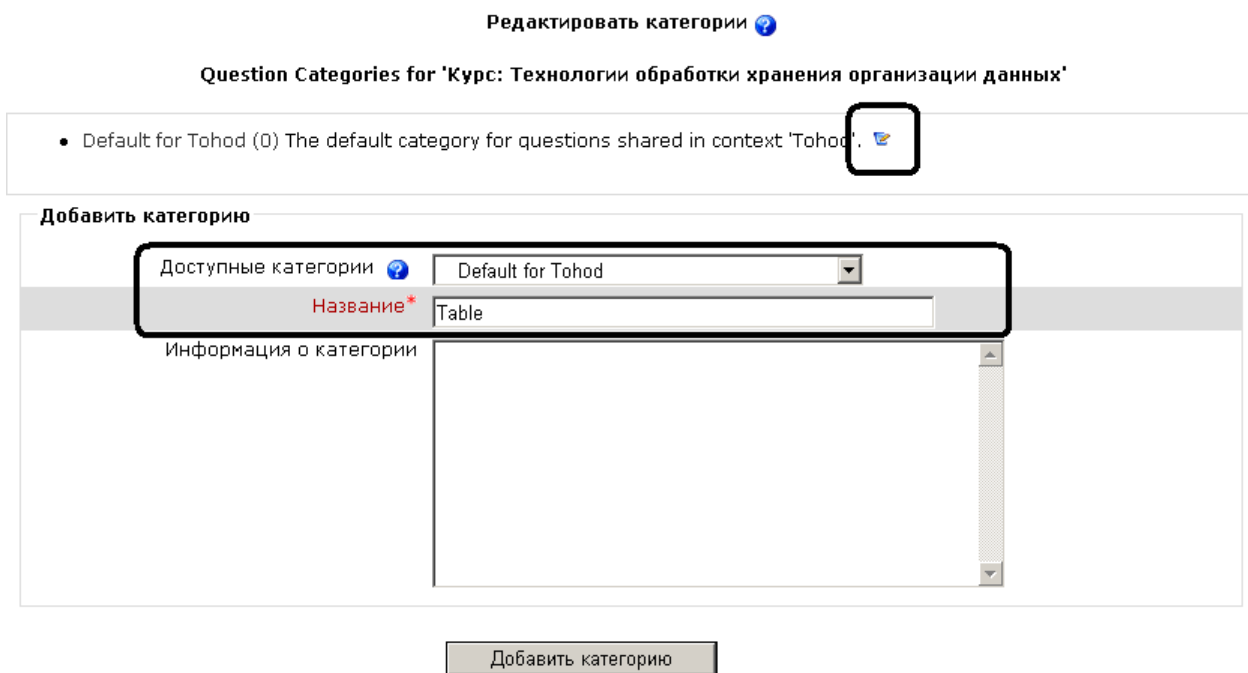 Редактировать категории
Question Categories for 'Курс: Технологии обработки хранения организации данных'
• Default for Tohod (0) The default category for questions shared in context 'Tohod'.
Добавить категорию
Доступные категории Default for Tohod
Название* Table
Информация о категории
Добавить категорию